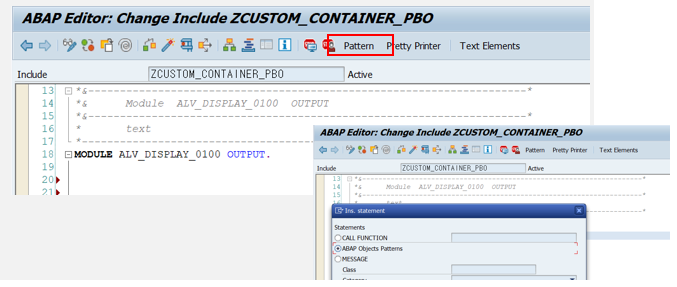 ABAP Editor: Change Include ZCUSTOM_CONTAINER_PBO
Pattern Pretty Printer Text Elements
Include ZCUSTOM_CONTAINER_PBO Active
13 *&---------------------------------------------------------------------*
14 *& Module ALV_DISPLAY_0100 OUTPUT
15 *&---------------------------------------------------------------------*
16 * text
17 *----------------------------------------------------------------------*
18 MODULE ALV_DISPLAY_0100 OUTPUT.
19
20
21
ABAP Editor: Change Include ZCUSTOM_CONTAINER_PBO
Pattern Pretty Printer Text Elements
Include ZCUSTOM_CONTAINER_PBO Active
13 *&---------------------------------------------------------------------*
14 *& Module ALV_DISPLAY_0100 OUTPUT
15 *&---------------------------------------------------------------------*
Ins. statement
Statements
CALL FUNCTION
ABAP Objects Patterns
MESSAGE
Class